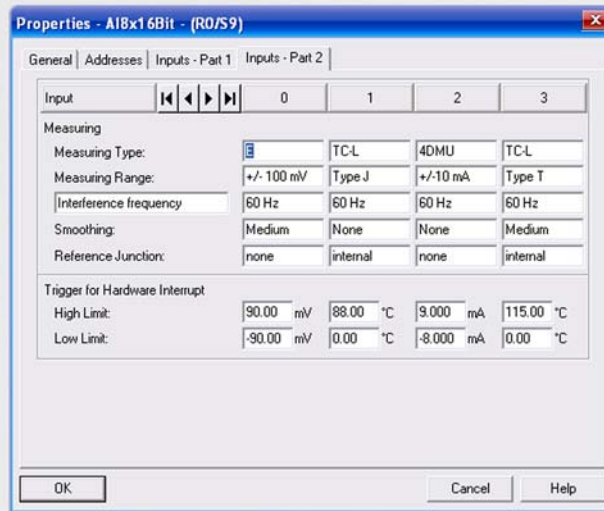 Properties - AI8x16Bit - (R0/S9)
General Addresses Inputs - Part 1 Inputs - Part 2
Input 0 1 2 3
Measuring
Measuring Type: E TC-L 4DMU TC-L
Measuring Range: +/- 100 mV Type J +/-10 mA Type T
Interference frequency 60 Hz 60 Hz 60 Hz 60 Hz
Smoothing: Medium None None Medium
Reference Junction: none internal none internal
Trigger for Hardware Interrupt
High Limit: 90.00 mV 88.00 °C 9.000 mA 115.00 °C
Low Limit: -90.00 mV 0.00 °C -8.000 mA 0.00 °C
OK Cancel Help